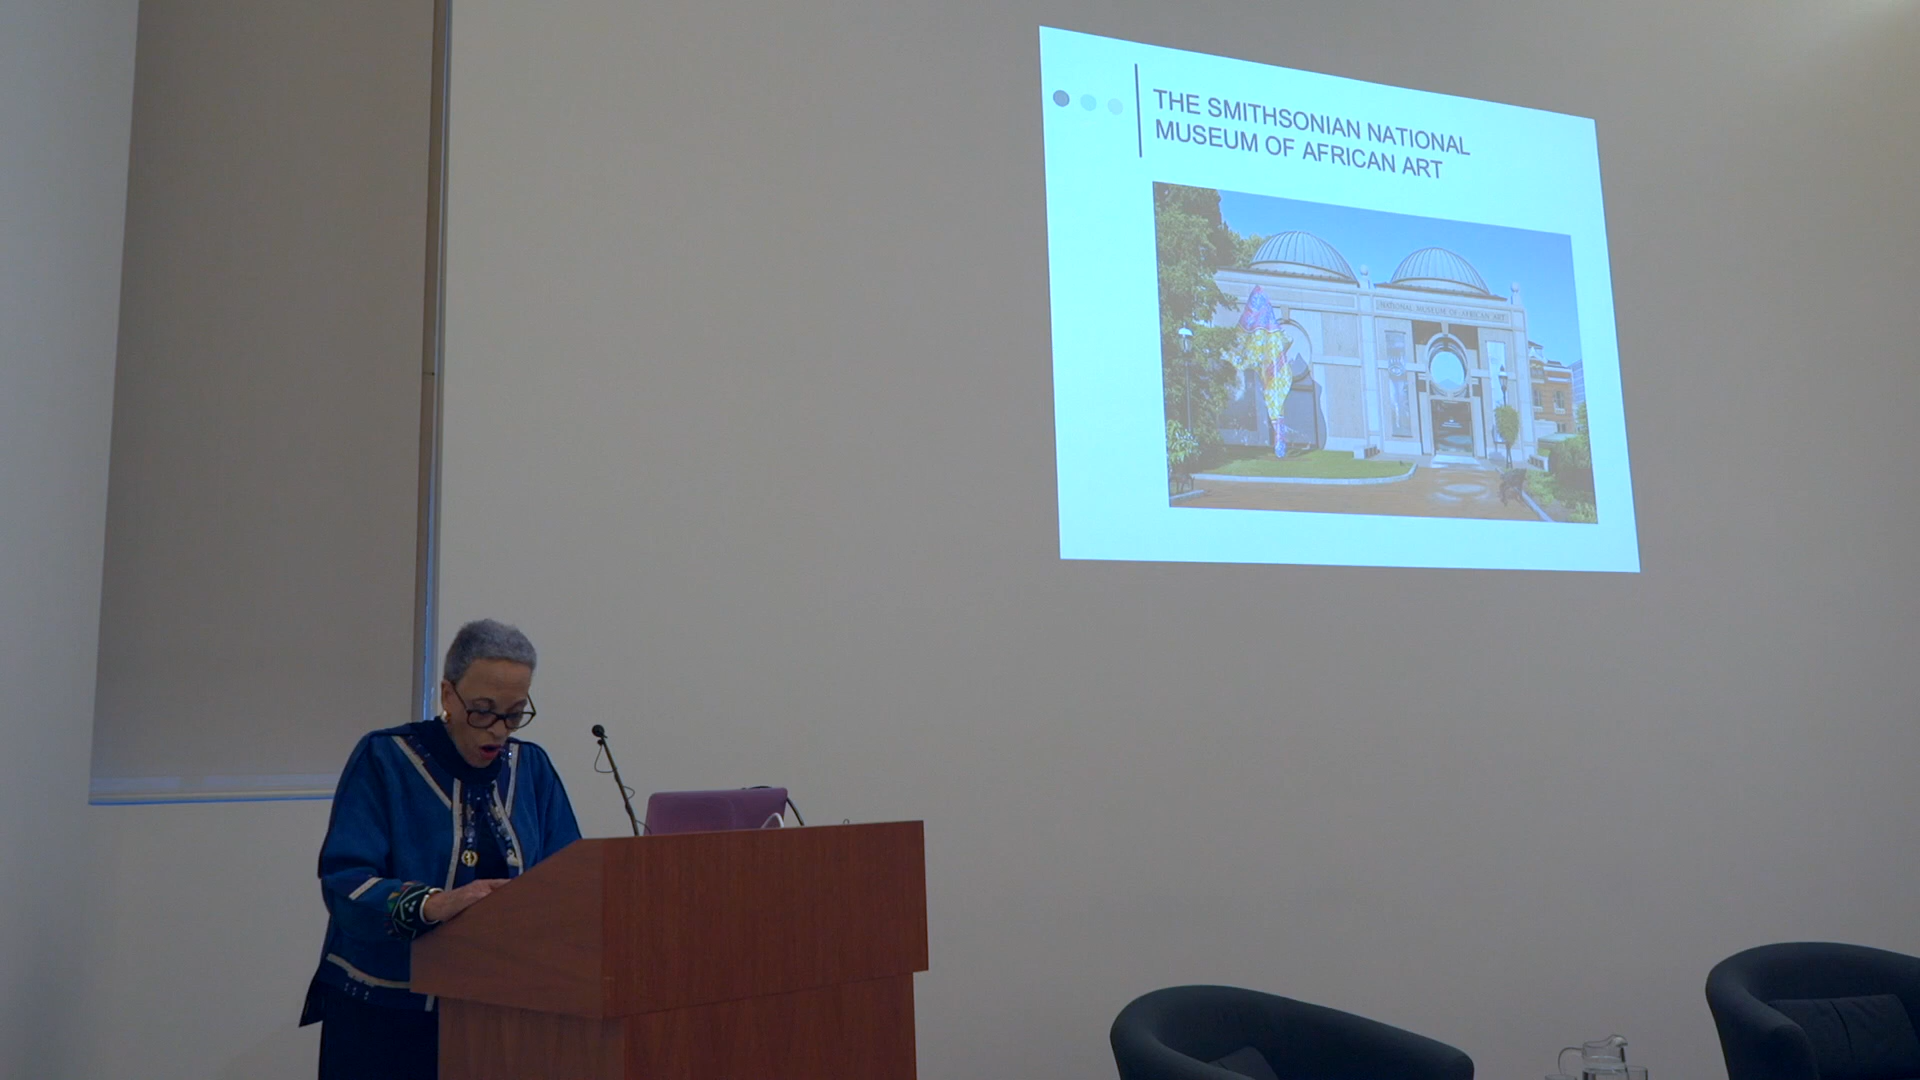 THE SMITHSONIAN NATIONAL
MUSEUM OF AFRICAN ART
NATIONAL MUSEUM OF AFRICAN ART